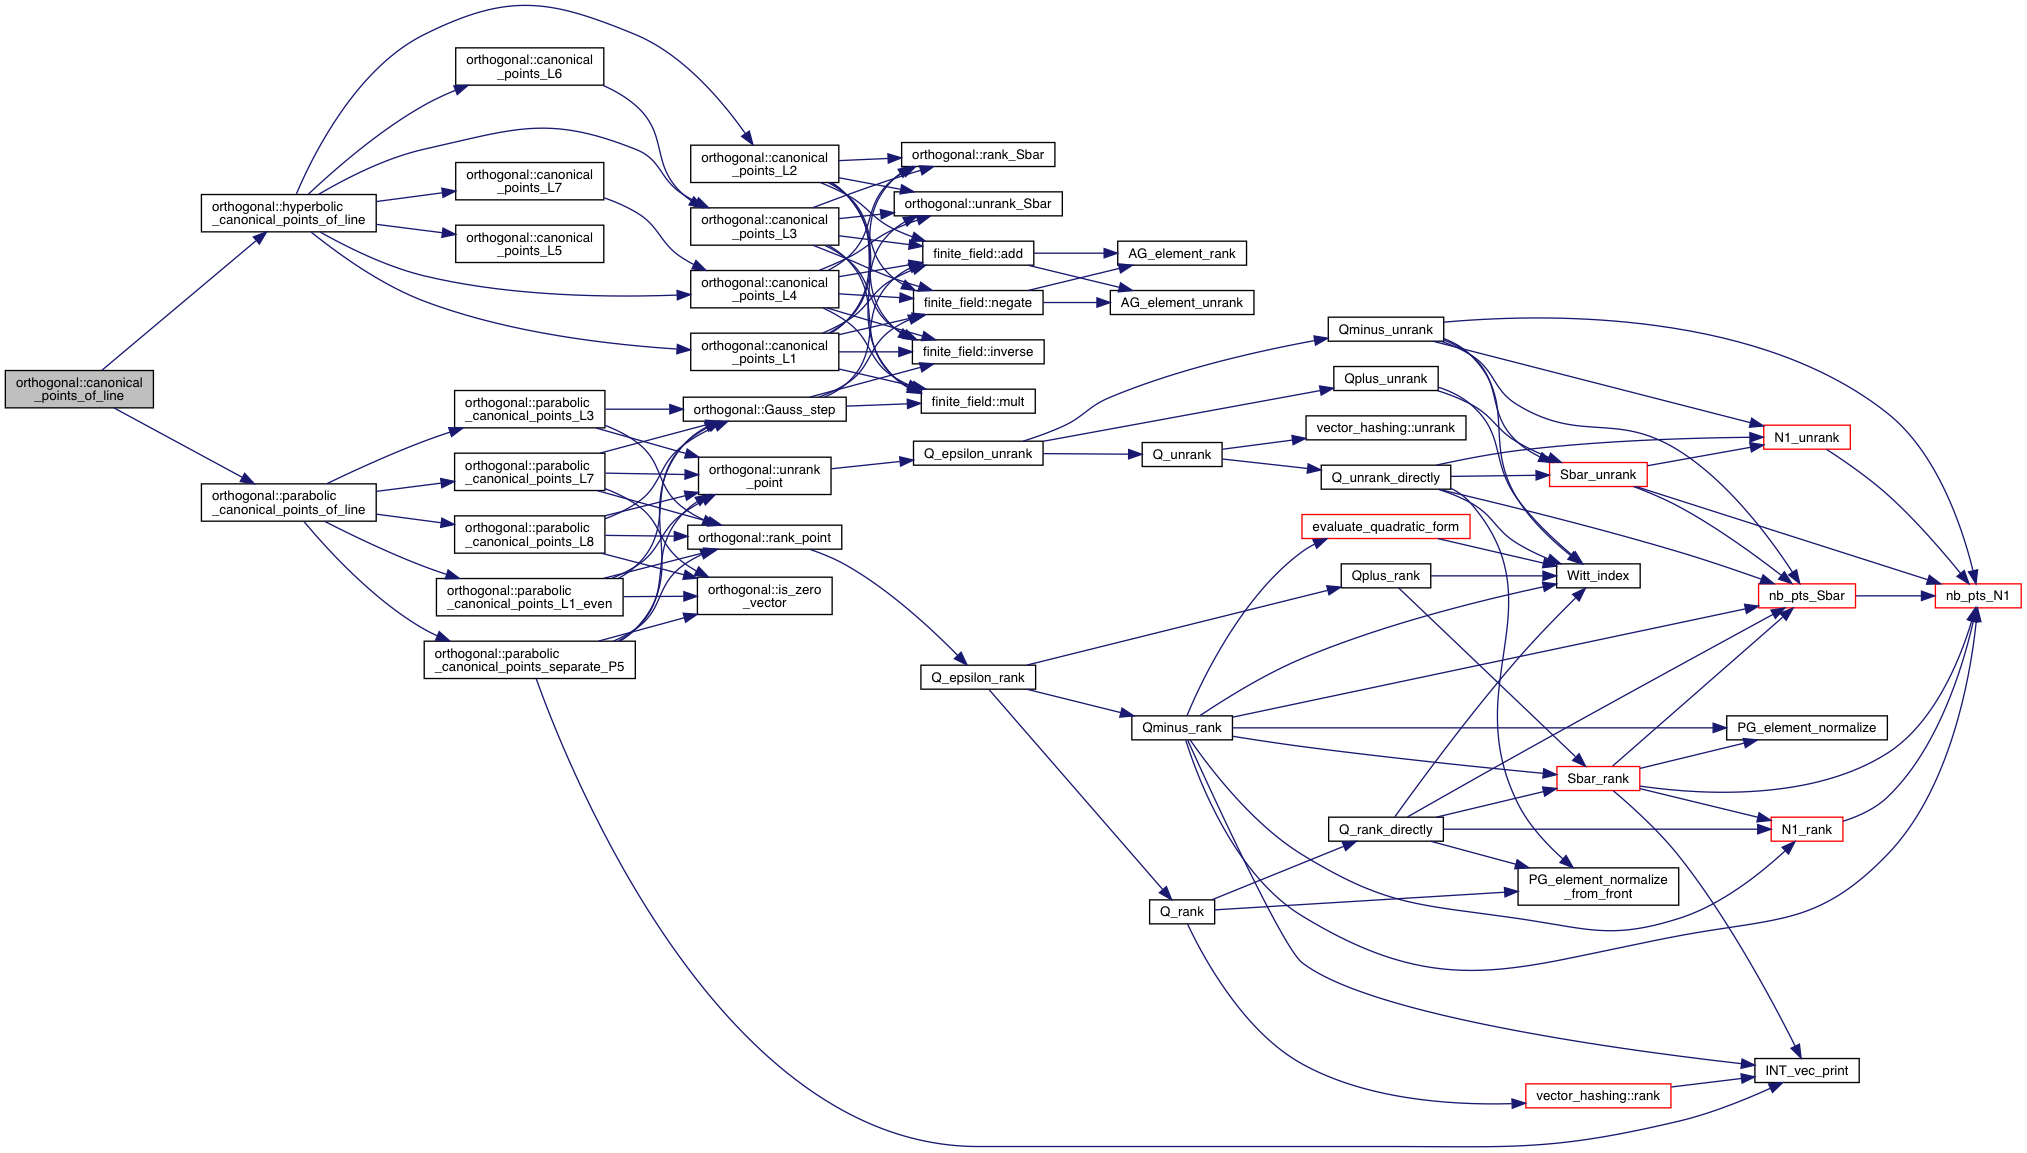 orthogonal::canonical
_points_of_line
orthogonal::hyperbolic
_canonical_points_of_line
orthogonal::parabolic
_canonical_points_of_line
orthogonal::canonical
_points_L6
orthogonal::canonical
_points_L7
orthogonal::canonical
_points_L5
orthogonal::parabolic
_canonical_points_L3
orthogonal::parabolic
_canonical_points_L7
orthogonal::parabolic
_canonical_points_L8
orthogonal::parabolic
_canonical_points_L1_even
orthogonal::parabolic
_canonical_points_separate_P5
orthogonal::canonical
_points_L2
orthogonal::canonical
_points_L3
orthogonal::canonical
_points_L4
orthogonal::canonical
_points_L1
orthogonal::Gauss_step
orthogonal::unrank
_point
orthogonal::rank_point
orthogonal::is_zero
_vector
orthogonal::rank_Sbar
orthogonal::unrank_Sbar
finite_field::add
finite_field::negate
finite_field::inverse
finite_field::mult
Q_epsilon_unrank
Q_epsilon_rank
AG_element_rank
AG_element_unrank
Q_unrank
Qminus_rank
Q_rank
Qminus_unrank
Qplus_unrank
vector_hashing::unrank
Q_unrank_directly
evaluate_quadratic_form
Qplus_rank
Q_rank_directly
Sbar_unrank
Witt_index
Sbar_rank
PG_element_normalize
_from_front
vector_hashing::rank
N1_unrank
nb_pts_Sbar
PG_element_normalize
N1_rank
INT_vec_print
nb_pts_N1